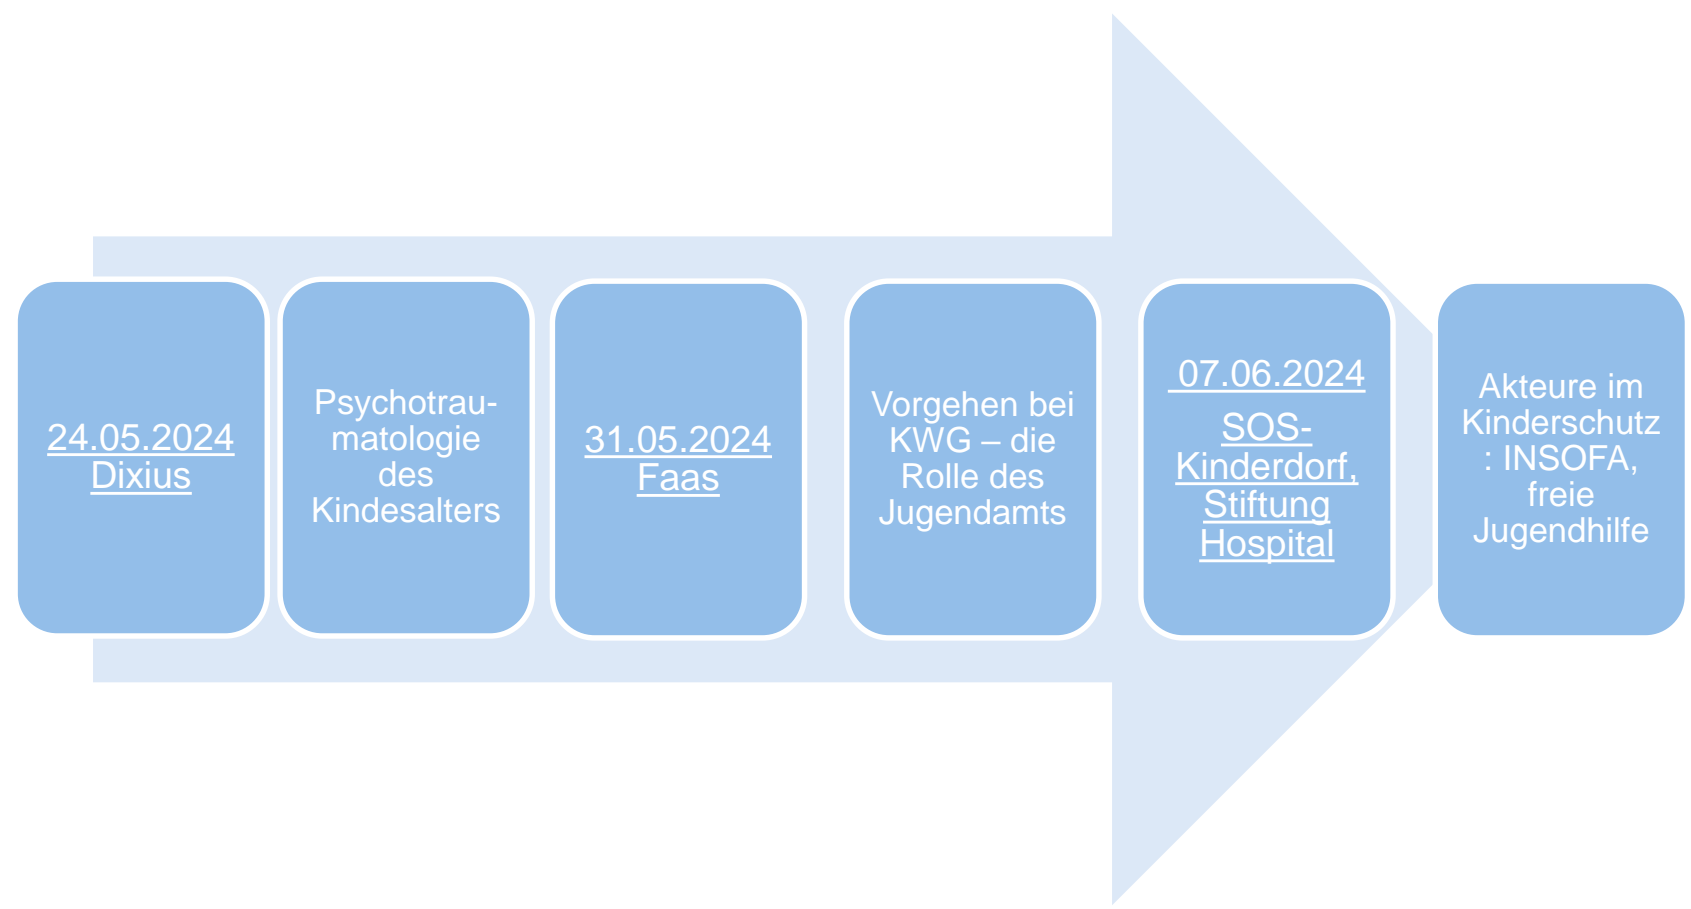 24.05.2024
Dixius
Psychotrau-
matologie
des
Kindesalters
31.05.2024
Faas
Vorgehen bei
KWG – die
Rolle des
Jugendamts
07.06.2024
SOS-
Kinderdorf,
Stiftung
Hospital
Akteure im
Kinderschutz
: INSOFA,
freie
Jugendhilfe